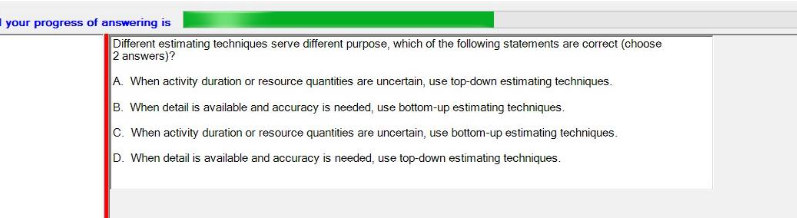 your progress of answering is
Different estimating techniques serve different purpose, which of the following statements are correct (choose
2 answers)?
A. When activity duration or resource quantities are uncertain, use top-down estimating techniques.
B. When detail is available and accuracy is needed, use bottom-up estimating techniques.
C. When activity duration or resource quantities are uncertain, use bottom-up estimating techniques.
D. When detail is available and accuracy is needed, use top-down estimating techniques.